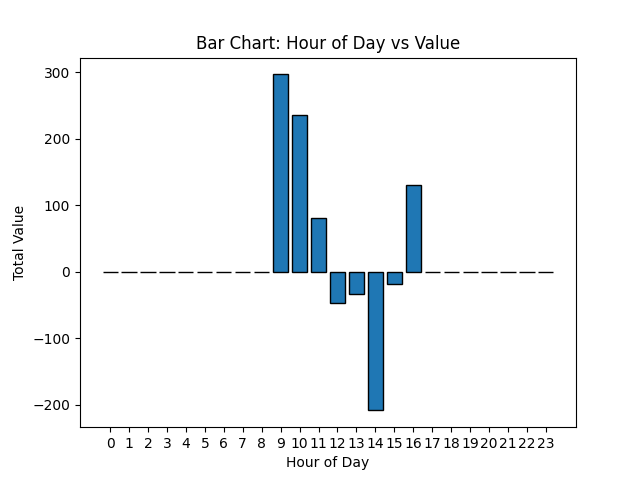 Bar Chart: Hour of Day vs Value
Total Value
300
200
100
0
−100
−200
0 1 2 3 4 5 6 7 8 9 10 11 12 13 14 15 16 17 18 19 20 21 22 23
Hour of Day